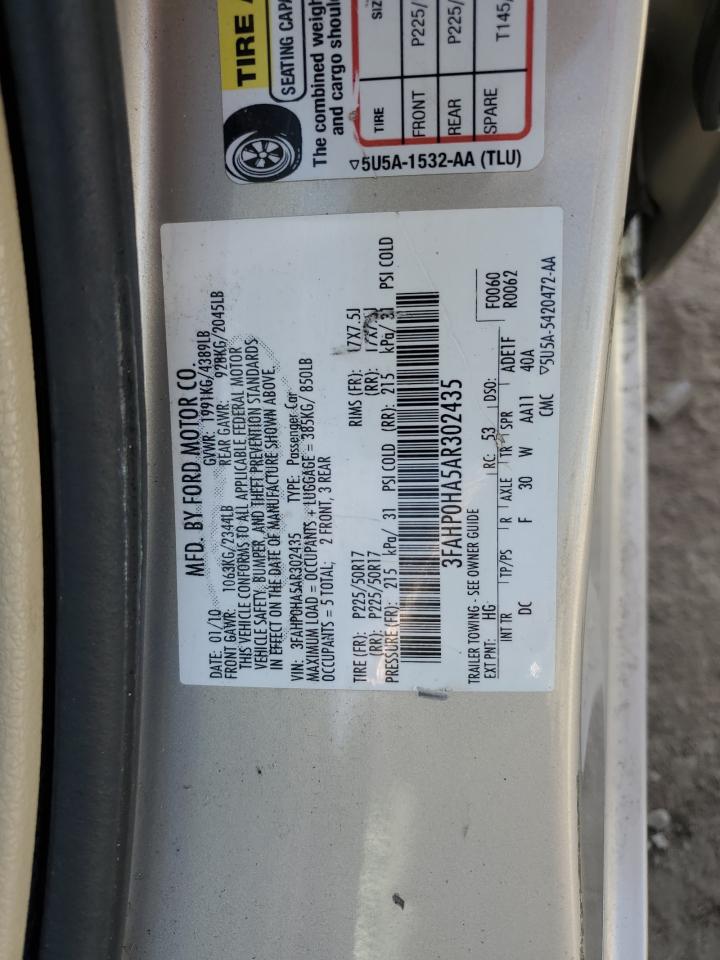 TIRE A
SEATING CAPA
The combined weigh
and cargo shoul
TIRE SIZ
FRONT P225/
REAR P225/
SPARE T145/
▽5U5A-1532-AA (TLU)
MFD. BY FORD MOTOR CO.
DATE: 01/10 GVWR: 1991KG/4389LB
FRONT GAWR: 1063KG/2344LB REAR GAWR: 928KG/2045LB
THIS VEHICLE CONFORMS TO ALL APPLICABLE FEDERAL MOTOR
VEHICLE SAFETY, BUMPER, AND THEFT PREVENTION STANDARDS
IN EFFECT ON THE DATE OF MANUFACTURE SHOWN ABOVE.
VIN: 3FAHP0HA5AR302435 TYPE: Passenger Car
MAXIMUM LOAD = OCCUPANTS + LUGGAGE = 385KG/ 850LB
OCCUPANTS = 5 TOTAL; 2 FRONT, 3 REAR
TIRE (FR): P225/50R17 RIMS (FR): 17X7.5J
(RR): P225/50R17 (RR): 17X7.5J
PRESSURE (FR): 215 kPa/ 31 PSI COLD (RR): 215 kPa/ 31 PSI COLD
3FAHP0HA5AR302435
TRAILER TOWING - SEE OWNER GUIDE
EXT PNT: HG RC: 53 DSO: F0060
R0062
INT TR TP/PS R AXLE TR SPR ADE1F
DC F 30 W AA11 40A
CMC ▽5U5A-5420472-AA